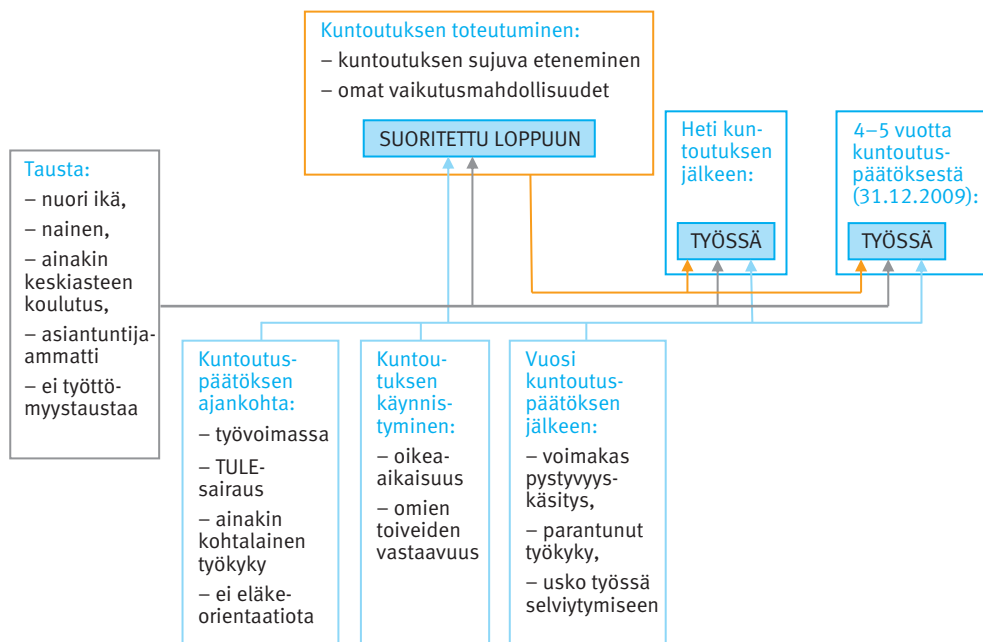 Kuntoutuksen toteutuminen:
– kuntoutuksen sujuva eteneminen
– omat vaikutusmahdollisuudet
SUORITETTU LOPPUUN
Heti kun-
toutuksen
jälkeen:
TYÖSSÄ
4–5 vuotta
kuntoutus-
päätöksestä
(31.12.2009):
TYÖSSÄ
Tausta:
– nuori ikä,
– nainen,
– ainakin
keskiasteen
koulutus,
– asiantuntija-
ammatti
– ei työttö-
myystaustaa
Kuntoutus-
päätöksen
ajankohta:
– työvoimassa
– TULE-
sairaus
– ainakin
kohtalainen
työkyky
– ei eläke-
orientaatiota
Kuntou-
tuksen
käynnis-
tyminen:
– oikea-
aikaisuus
– omien
toiveiden
vastaavuus
Vuosi
kuntoutus-
päätöksen
jälkeen:
– voimakas
pystyvyys-
käsitys,
– parantunut
työkyky,
– usko työssä
selviytymiseen